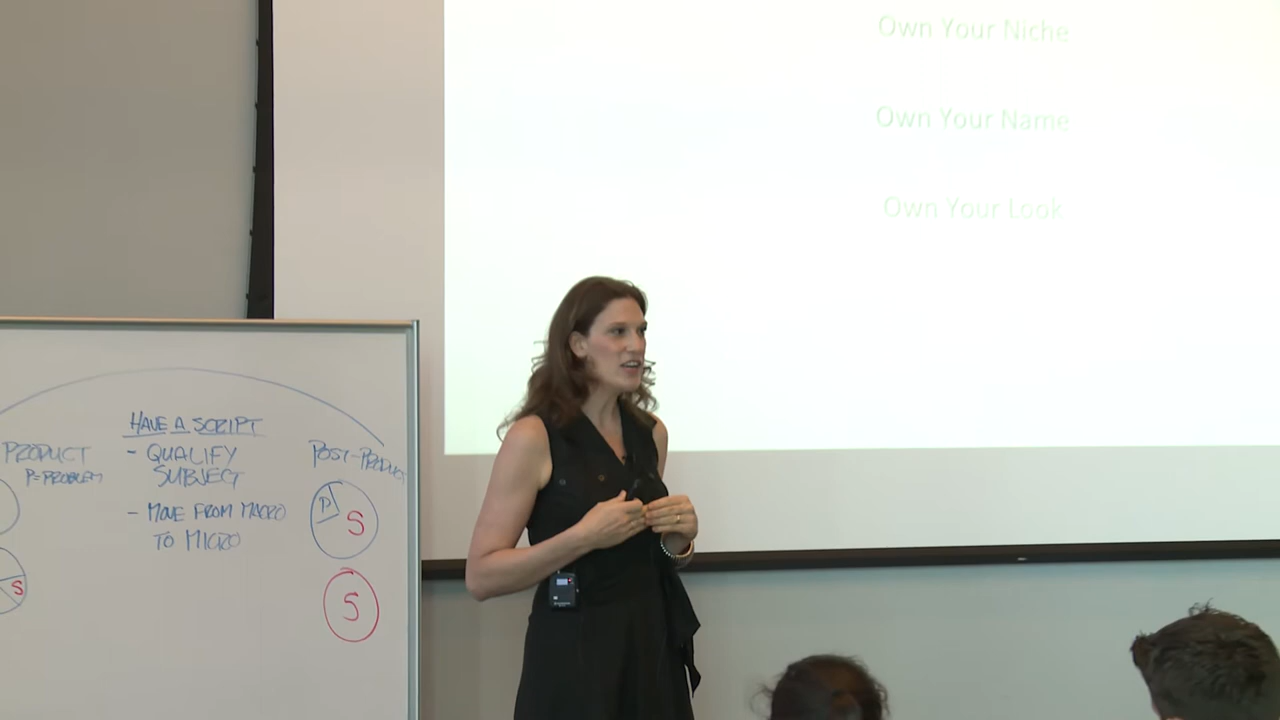 Own Your Niche
Own Your Name
Own Your Look
HAVE A SCRIPT
- QUALIFY
SUBJECT
- MOVE FROM MACRO
TO MICRO
PRODUCT
P=PROBLEM
S
POST-PRODUCT
P
S
S